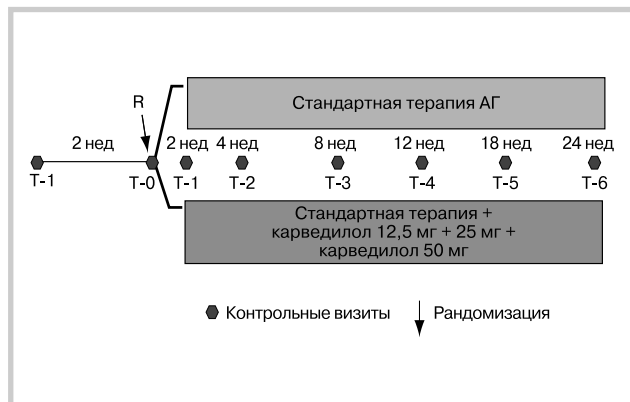 Стандартная терапия АГ
R
2 нед 2 нед 4 нед 8 нед 12 нед 18 нед 24 нед
Т-1 Т-0 Т-1 Т-2 Т-3 Т-4 Т-5 Т-6
Стандартная терапия +
карведилол 12,5 мг + 25 мг +
карведилол 50 мг
Контрольные визиты Рандомизация